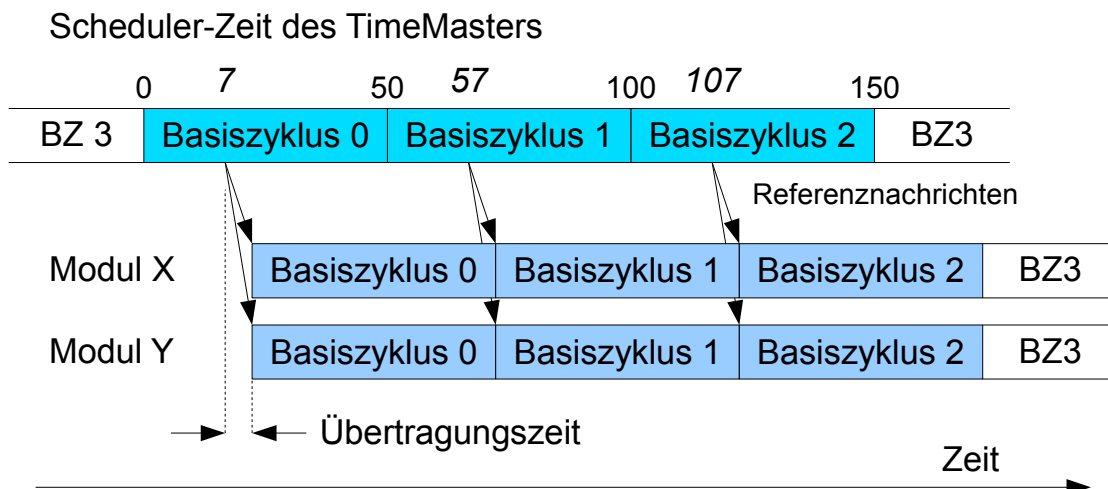 Scheduler-Zeit des TimeMasters
0 7 50 57 100 107 150
BZ 3 Basiszyklus 0 Basiszyklus 1 Basiszyklus 2 BZ3
Referenznachrichten
Modul X Basiszyklus 0 Basiszyklus 1 Basiszyklus 2 BZ3
Modul Y Basiszyklus 0 Basiszyklus 1 Basiszyklus 2 BZ3
Übertragungszeit
Zeit